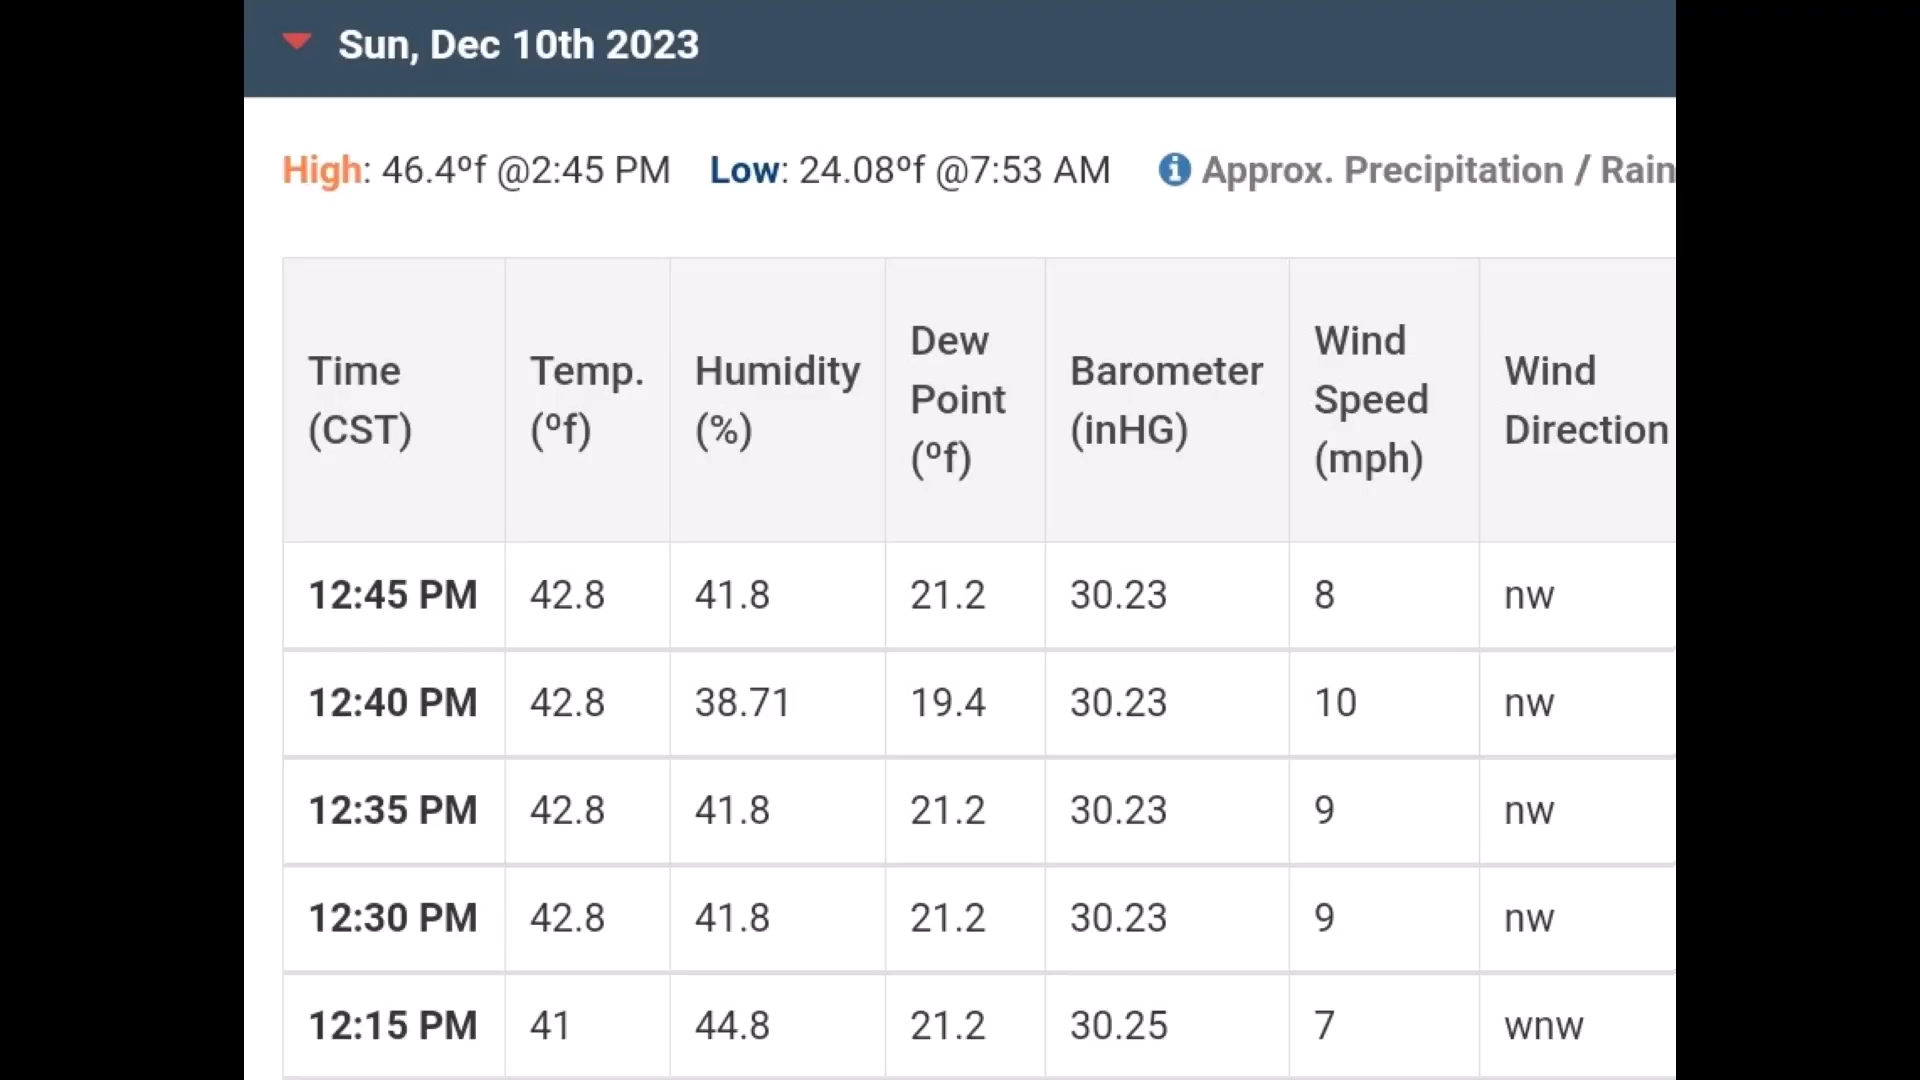 Sun, Dec 10th 2023
High: 46.4ºf @2:45 PM Low: 24.08ºf @7:53 AM Approx. Precipitation / Rain
Time (CST) Temp. (ºf) Humidity (%) Dew Point (ºf) Barometer (inHG) Wind Speed (mph) Wind Direction
12:45 PM 42.8 41.8 21.2 30.23 8 nw
12:40 PM 42.8 38.71 19.4 30.23 10 nw
12:35 PM 42.8 41.8 21.2 30.23 9 nw
12:30 PM 42.8 41.8 21.2 30.23 9 nw
12:15 PM 41 44.8 21.2 30.25 7 wnw